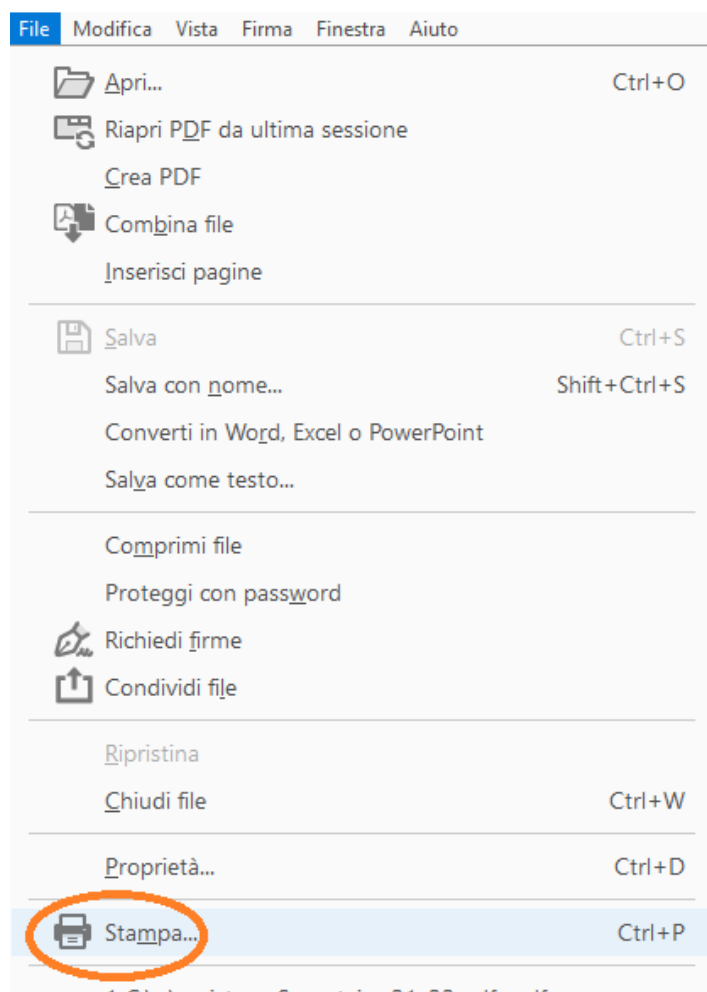 File Modifica Vista Firma Finestra Aiuto
Apri... Ctrl+O
Riapri PDF da ultima sessione
Crea PDF
Combina file
Inserisci pagine
Salva Ctrl+S
Salva con nome... Shift+Ctrl+S
Converti in Word, Excel o PowerPoint
Salva come testo...
Comprimi file
Proteggi con password
Richiedi firme
Condividi file
Ripristina
Chiudi file Ctrl+W
Proprietà... Ctrl+D
Stampa... Ctrl+P